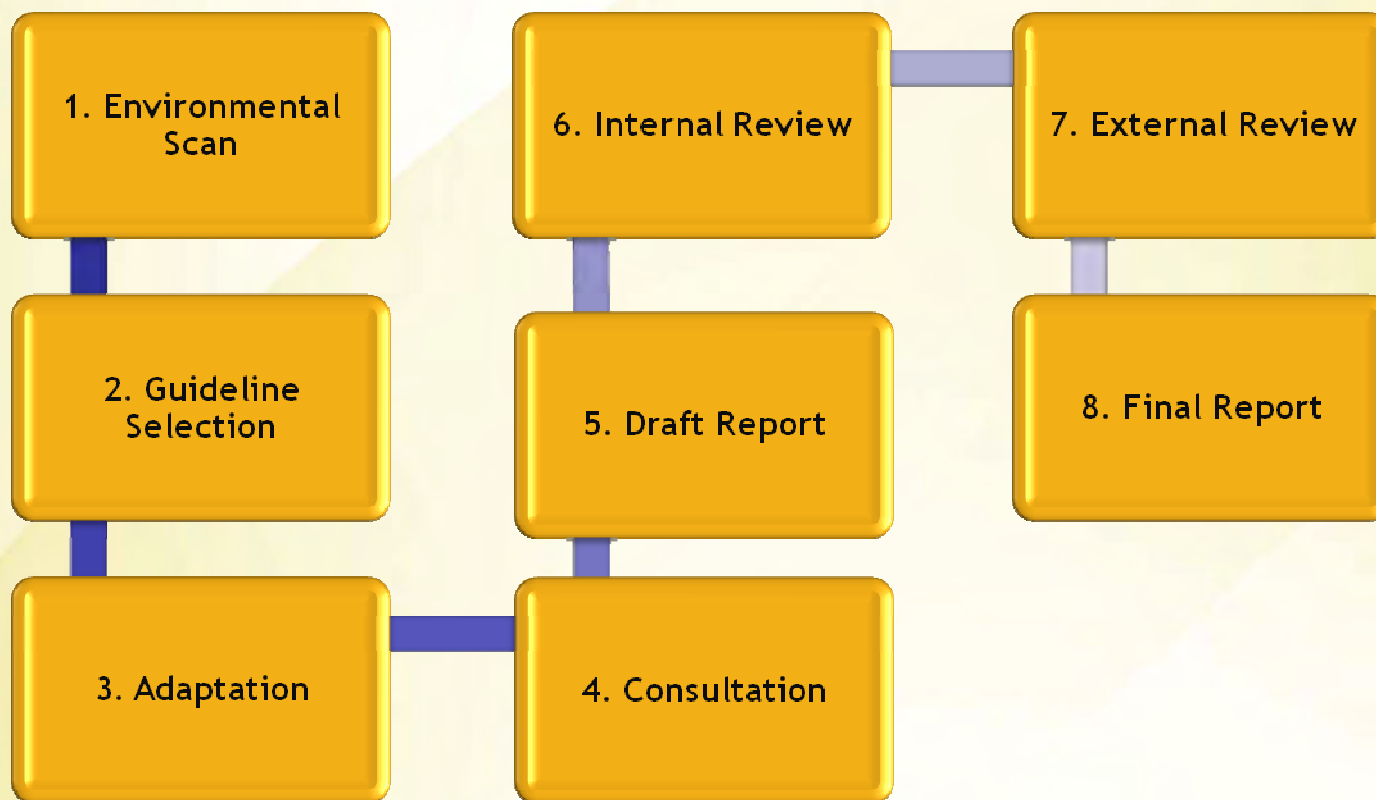 1. Environmental
Scan
2. Guideline
Selection
3. Adaptation
4. Consultation
5. Draft Report
6. Internal Review
7. External Review
8. Final Report